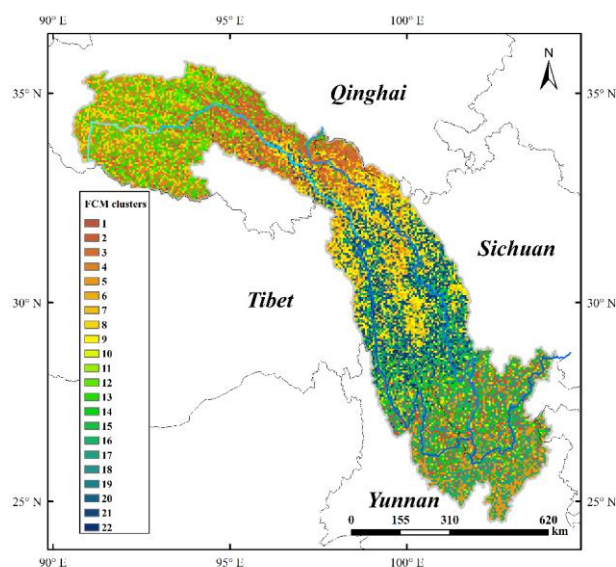 90° E 95° E 100° E
N
35° N 35° N
Qinghai
FCM clusters
1
2
3
4
5
6
7
8
9
10
11
12
13
14
15
16
17
18
19
20
21
22
Sichuan
Tibet
30° N 30° N
25° N 25° N
Yunnan
0 155 310 620
km
90° E 95° E 100° E